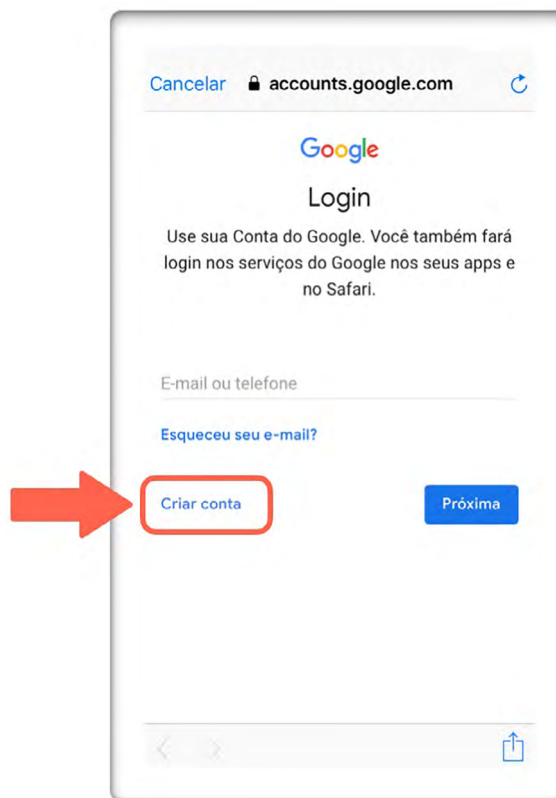 Cancelar accounts.google.com
Google
Login
Use sua Conta do Google. Você também fará
login nos serviços do Google nos seus apps e
no Safari.
E-mail ou telefone
Esqueceu seu e-mail?
Criar conta Próxima